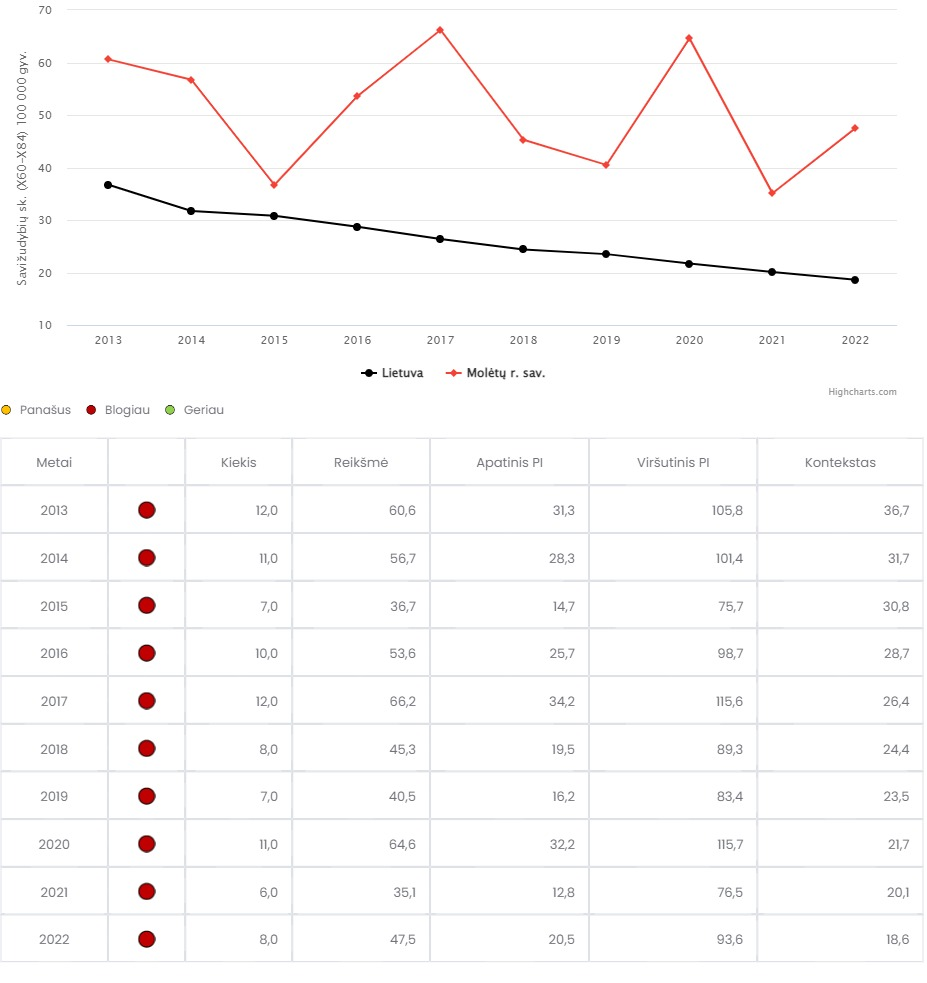 70
60
50
40
30
20
10
Savižudybių sk. (X60-X84) 100 000 gyv.
2013 2014 2015 2016 2017 2018 2019 2020 2021 2022
Lietuva Molėtų r. sav.
Highcharts.com
Panašus Blogiau Geriau
Metai Kiekis Reikšmė Apatinis PI Viršutinis PI Kontekstas
2013 12,0 60,6 31,3 105,8 36,7
2014 11,0 56,7 28,3 101,4 31,7
2015 7,0 36,7 14,7 75,7 30,8
2016 10,0 53,6 25,7 98,7 28,7
2017 12,0 66,2 34,2 115,6 26,4
2018 8,0 45,3 19,5 89,3 24,4
2019 7,0 40,5 16,2 83,4 23,5
2020 11,0 64,6 32,2 115,7 21,7
2021 6,0 35,1 12,8 76,5 20,1
2022 8,0 47,5 20,5 93,6 18,6